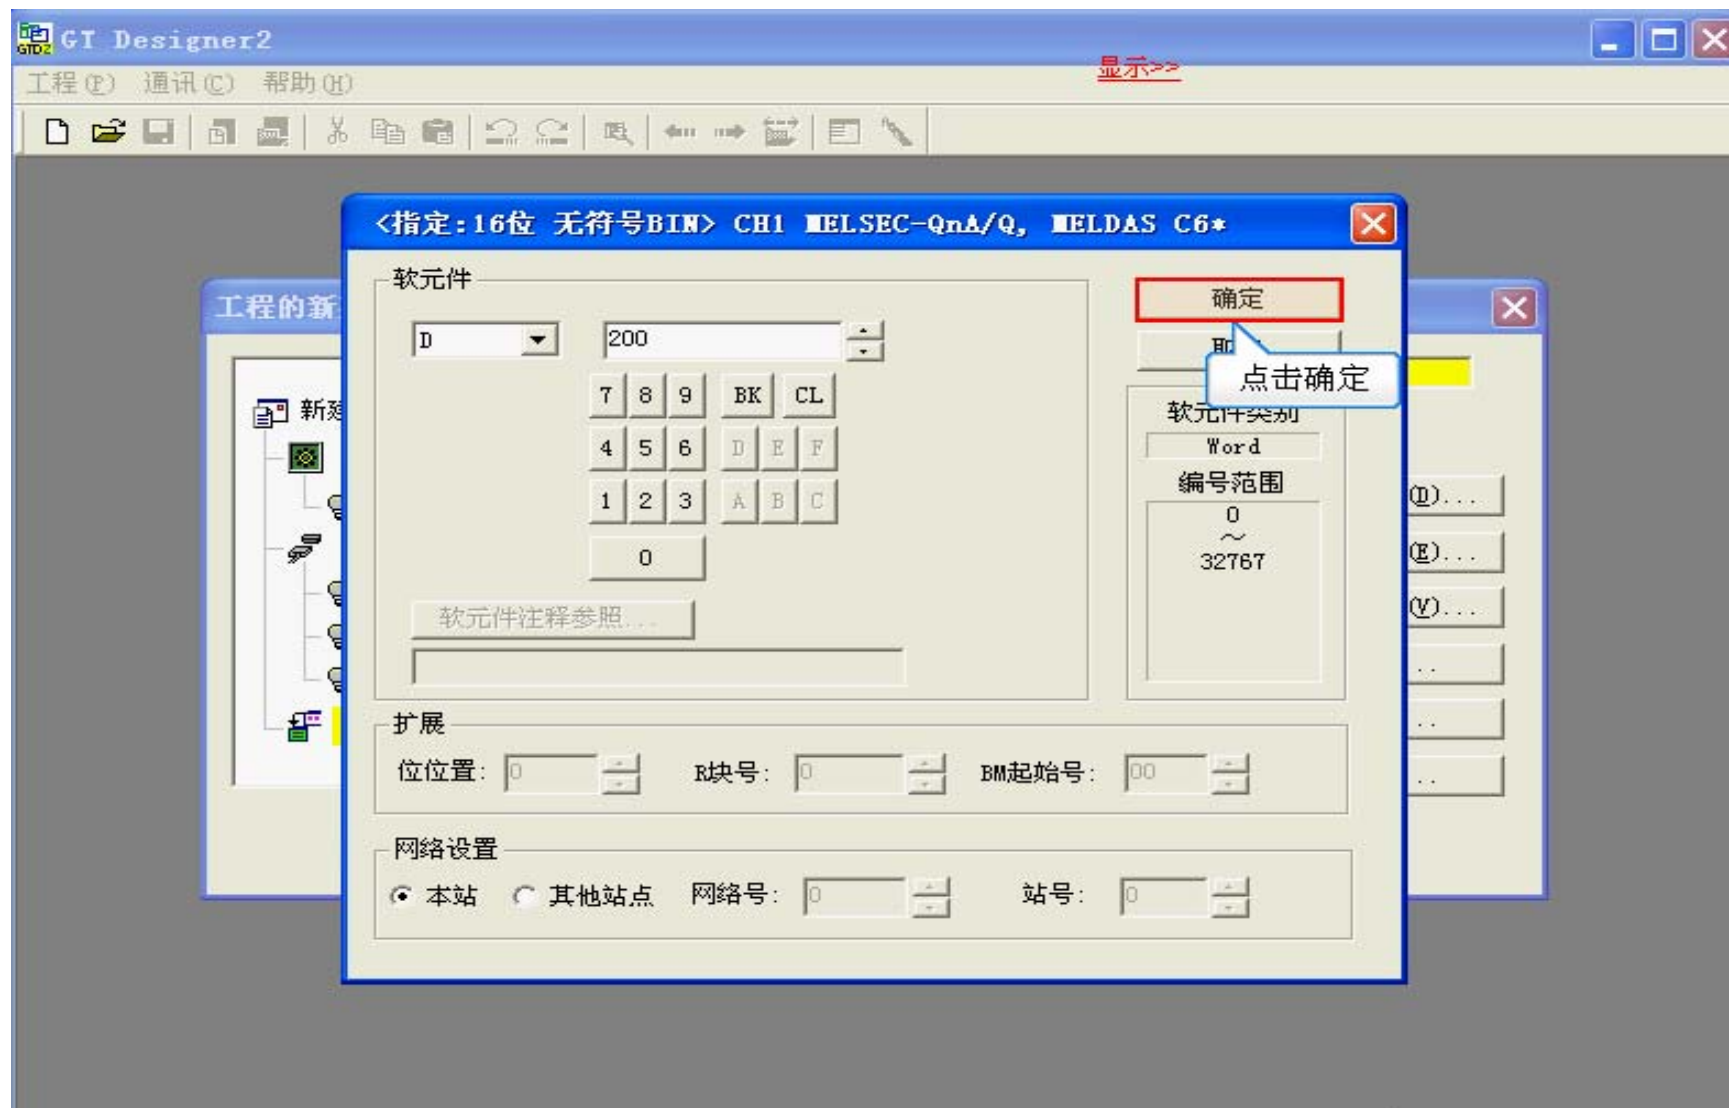 GT Designer2
工程(P) 通讯(C) 帮助(H)
显示>>
<指定:16位 无符号BIN> CH1 MELSEC-QnA/Q, MELDAS C6*
工程的新
新建
软元件
D 200
7 8 9 BK CL
4 5 6 D E F
1 2 3 A B C
0
软元件注释参照...
确定
点击确定
软元件类别
Word
编号范围
0
~
32767
(D)...
(E)...
(V)...
扩展
位位置: 0 R块号: 0 BM起始号: 00
网络设置
本站 其他站点 网络号: 0 站号: 0